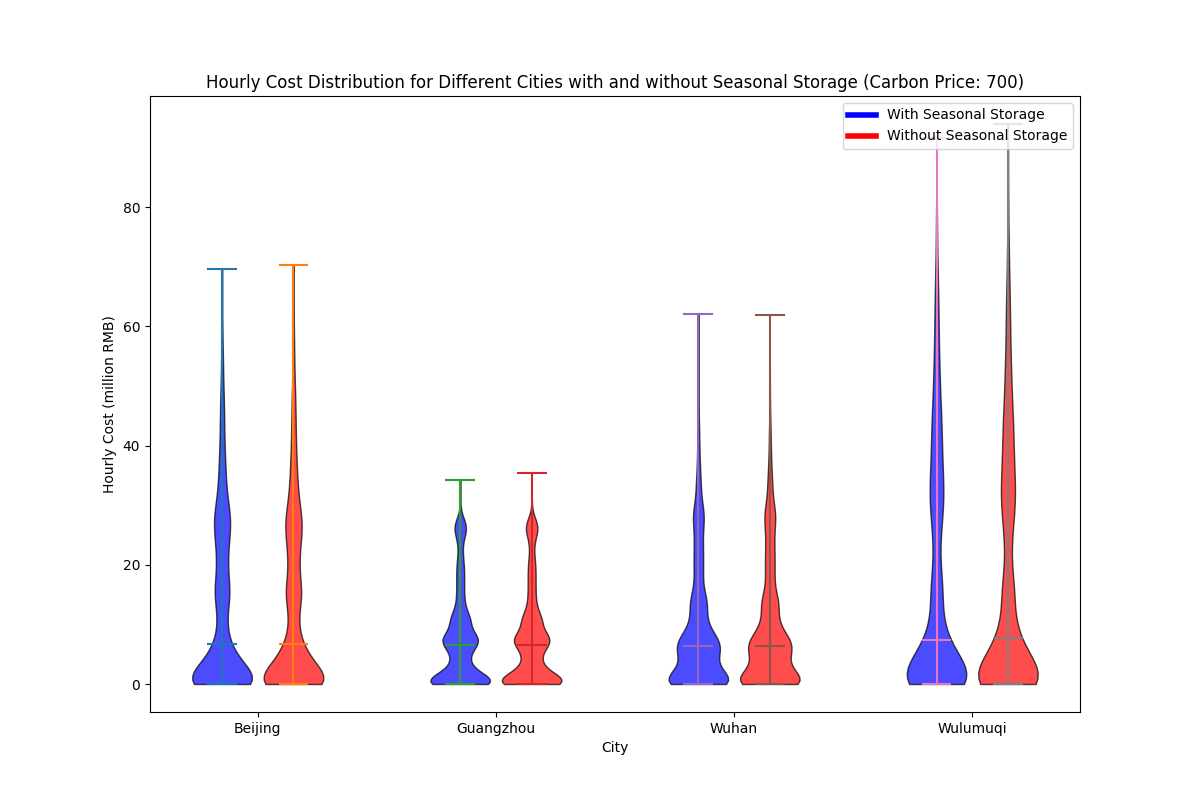 Hourly Cost Distribution for Different Cities with and without Seasonal Storage (Carbon Price: 700)
With Seasonal Storage
Without Seasonal Storage
Hourly Cost (million RMB)
80
60
40
20
0
Beijing
Guangzhou
Wuhan
Wulumuqi
City